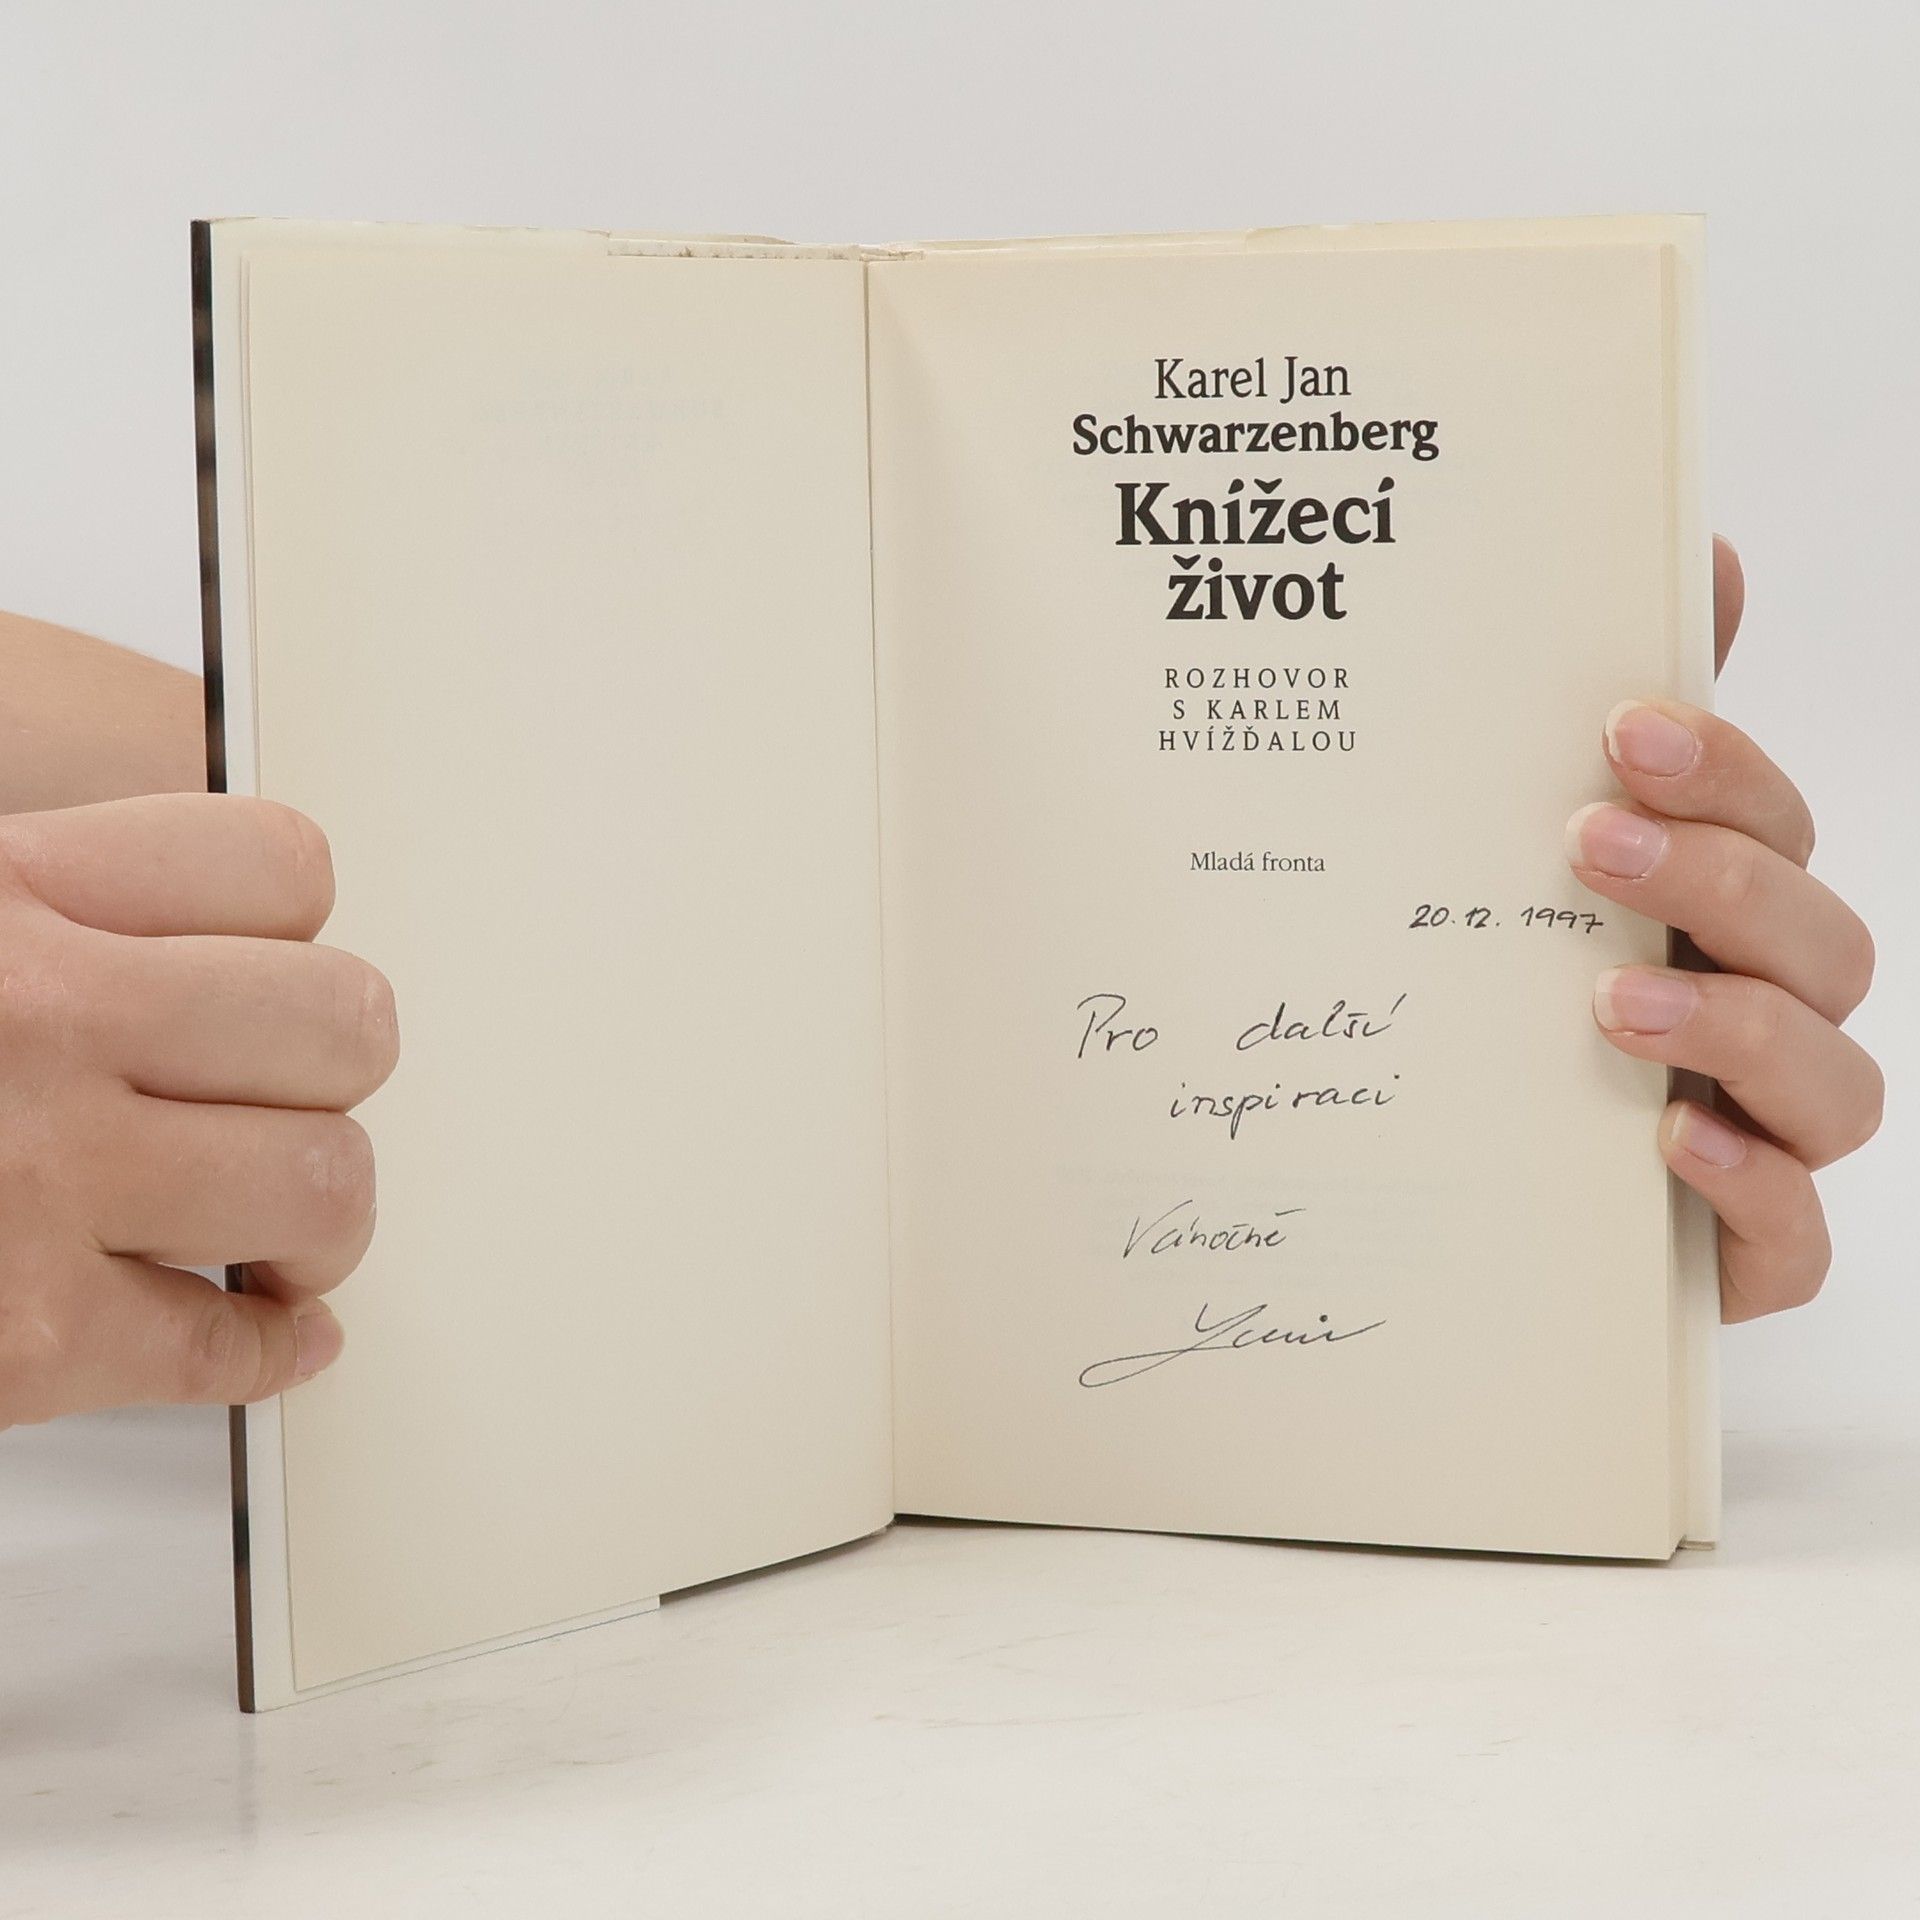 Karel Jan
Schwarzenberg
Knížecí
život
ROZHOVOR
S KARLEM
HVÍŽĎALOU
Mladá fronta
20.12. 1997
Pro další
inspiraci
Vánočně